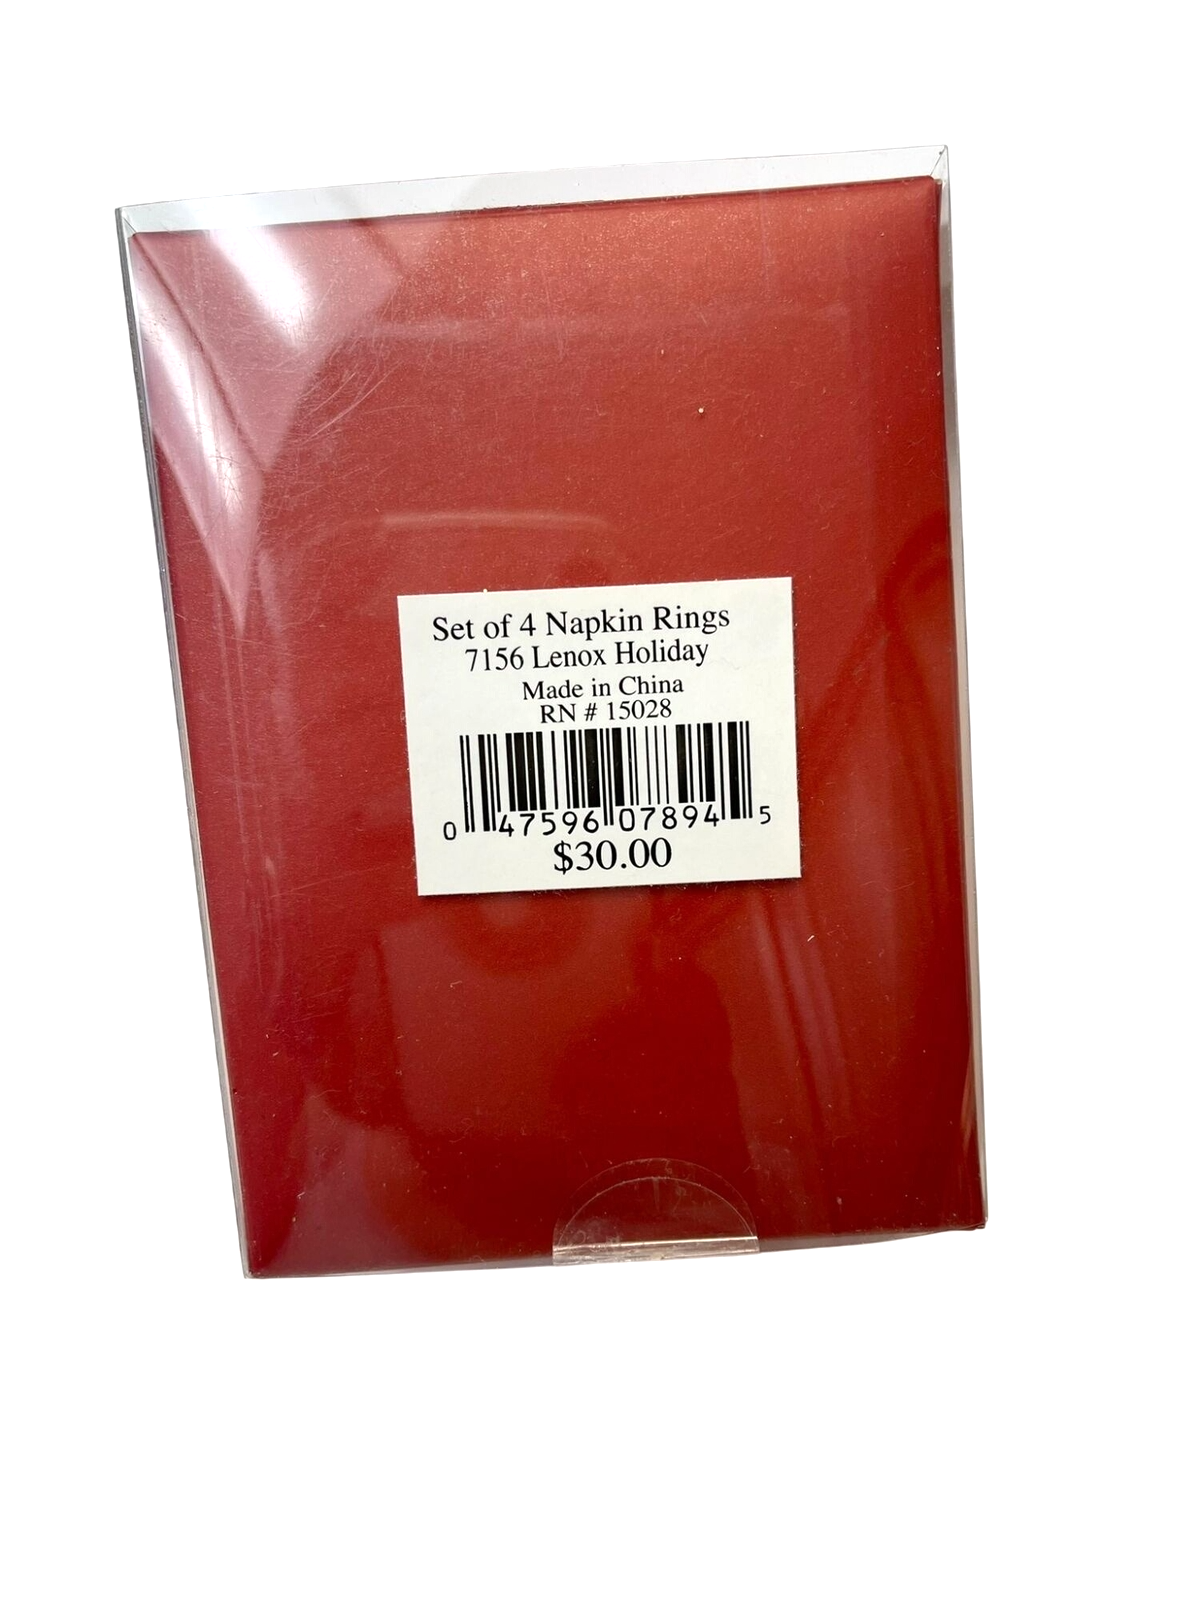 Set of 4 Napkin Rings
7156 Lenox Holiday
Made in China
RN # 15028
0 47596 07894 5
$30.00